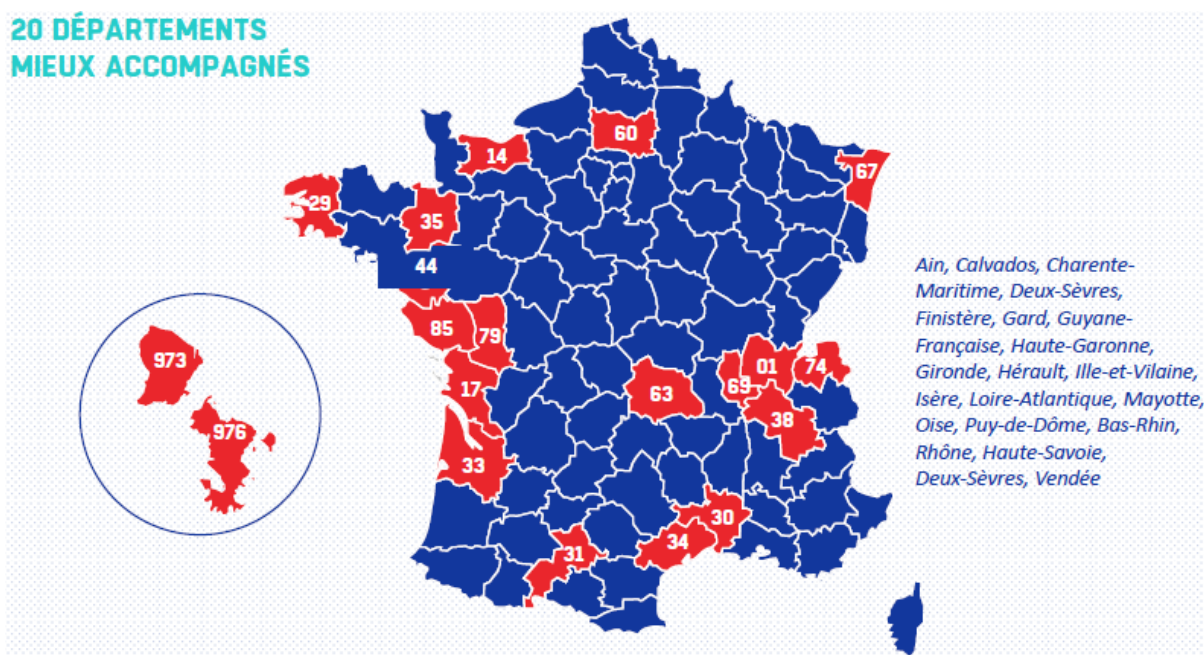 20 DÉPARTEMENTS
MIEUX ACCOMPAGNÉS
60
14
67
29
35
44
85
79
973
17
63
69
01
74
38
976
33
30
34
31
Ain, Calvados, Charente-
Maritime, Deux-Sèvres,
Finistère, Gard, Guyane-
Française, Haute-Garonne,
Gironde, Hérault, Ille-et-Vilaine,
Isère, Loire-Atlantique, Mayotte,
Oise, Puy-de-Dôme, Bas-Rhin,
Rhône, Haute-Savoie,
Deux-Sèvres, Vendée